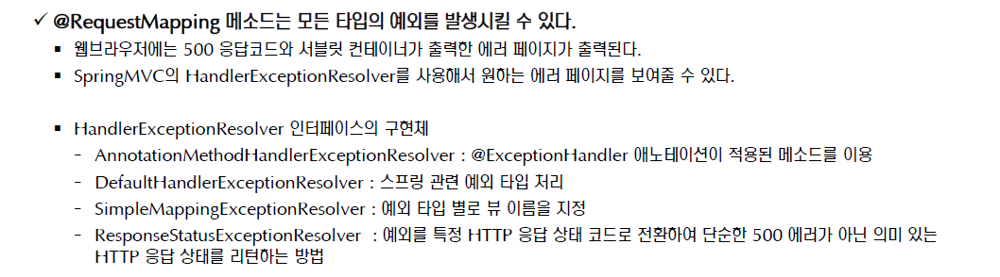 ✓ @RequestMapping 메소드는 모든 타입의 예외를 발생시킬 수 있다.
▪ 웹브라우저에는 500 응답코드와 서블릿 컨테이너가 출력한 에러 페이지가 출력된다.
▪ SpringMVC의 HandlerExceptionResolver를 사용해서 원하는 에러 페이지를 보여줄 수 있다.
▪ HandlerExceptionResolver 인터페이스의 구현체
- AnnotationMethodHandlerExceptionResolver : @ExceptionHandler 애노테이션이 적용된 메소드를 이용
- DefaultHandlerExceptionResolver : 스프링 관련 예외 타입 처리
- SimpleMappingExceptionResolver : 예외 타입 별로 뷰 이름을 지정
- ResponseStatusExceptionResolver : 예외를 특정 HTTP 응답 상태 코드로 전환하여 단순한 500 에러가 아닌 의미 있는
HTTP 응답 상태를 리턴하는 방법